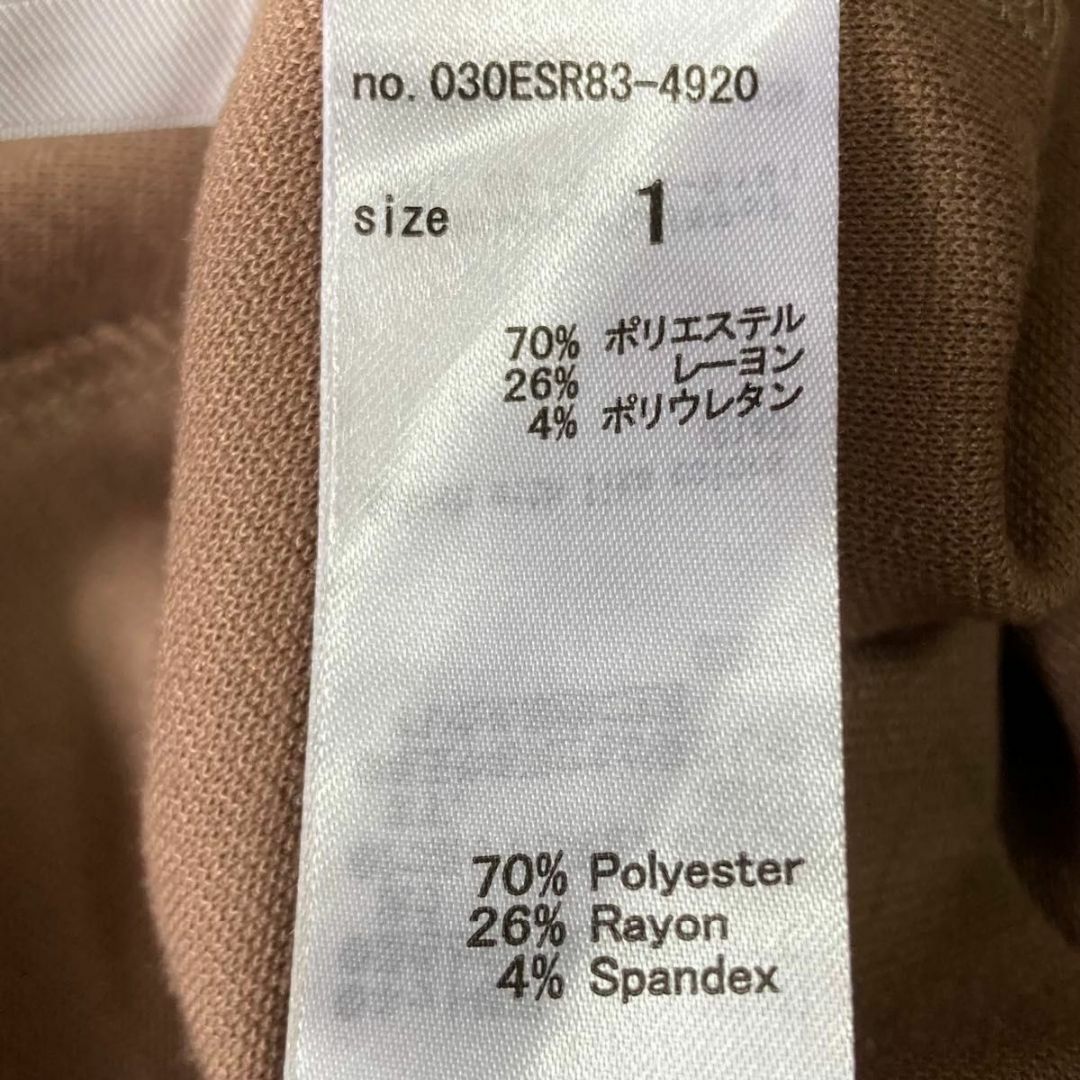 no. 030ESR83-4920
size 1
70% ポリエステル
26% レーヨン
4% ポリウレタン
70% Polyester
26% Rayon
4% Spandex